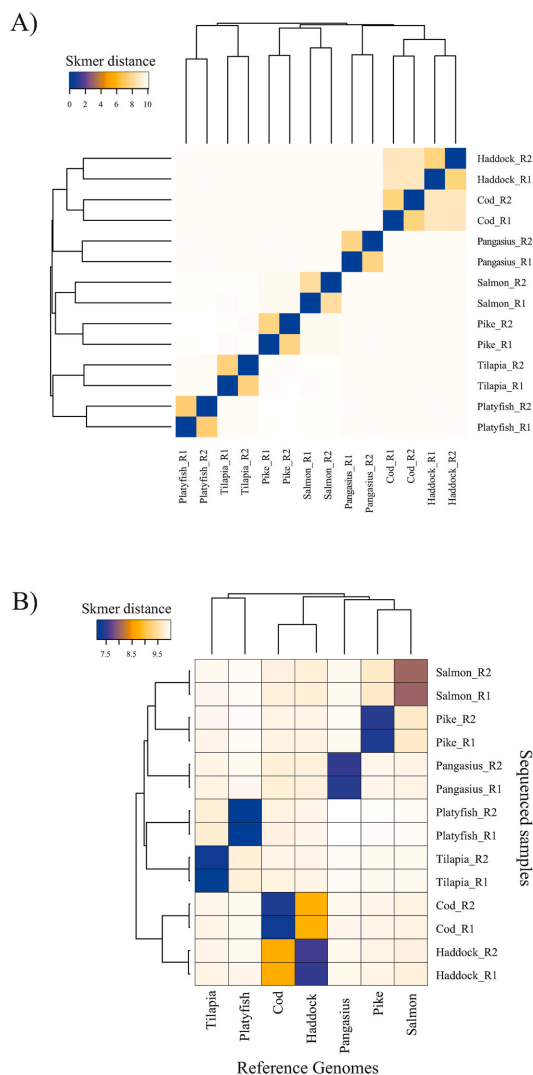 A)
Skmer distance
0 2 4 6 8 10
Haddock_R2
Haddock_R1
Cod_R2
Cod_R1
Pangasius_R2
Pangasius_R1
Salmon_R2
Salmon_R1
Pike_R2
Pike_R1
Tilapia_R2
Tilapia_R1
Platyfish_R2
Platyfish_R1
Platyfish_R1
Platyfish_R2
Tilapia_R1
Tilapia_R2
Pike_R1
Pike_R2
Salmon_R1
Salmon_R2
Pangasius_R1
Pangasius_R2
Cod_R1
Cod_R2
Haddock_R1
Haddock_R2
B)
Skmer distance
7.5 8.5 9.5
Salmon_R2
Salmon_R1
Pike_R2
Pike_R1
Pangasius_R2
Pangasius_R1
Platyfish_R2
Platyfish_R1
Tilapia_R2
Tilapia_R1
Cod_R2
Cod_R1
Haddock_R2
Haddock_R1
Sequenced samples
Tilapia
Platyfish
Cod
Haddock
Pangasius
Pike
Salmon
Reference Genomes